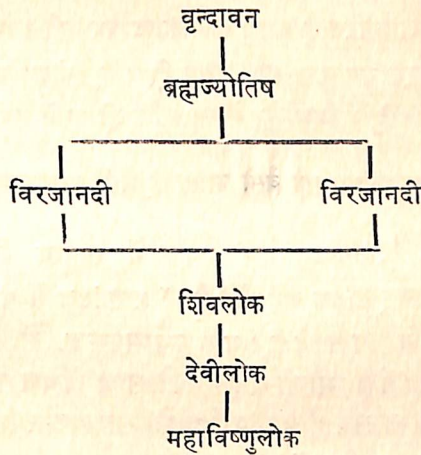 वृन्दावन
ब्रह्मज्योतिष
विरजानदी विरजानदी
शिवलोक
देवीलोक
महाविष्णुलोक